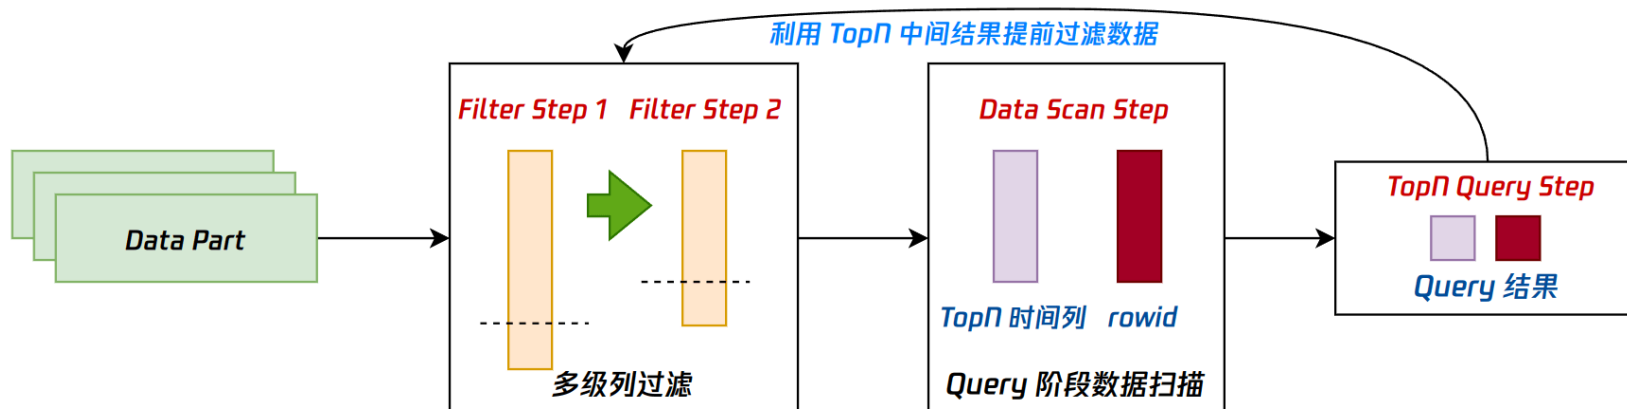 利用 TopN 中间结果提前过滤数据
Filter Step 1
Filter Step 2
Data Scan Step
TopN Query Step
Data Part
Query 结果
TopN 时间列
rowid
多级列过滤
Query 阶段数据扫描